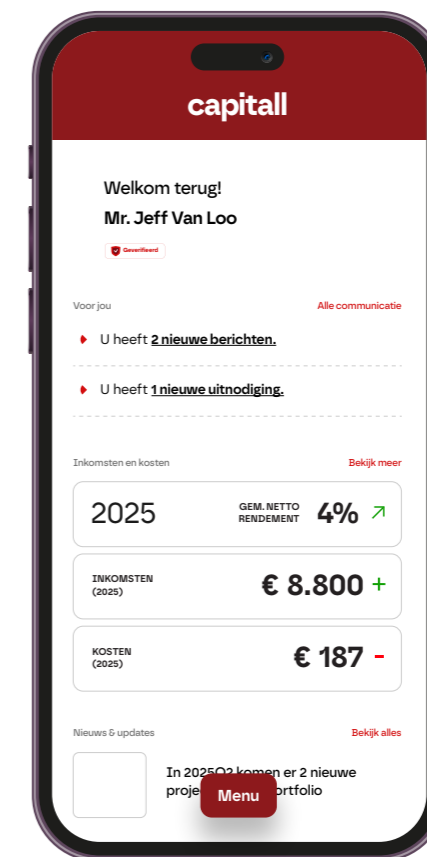 capitall
Welkom terug!
Mr. Jeff Van Loo
Geverifieerd
Voor jou
Alle communicatie
U heeft 2 nieuwe berichten.
U heeft 1 nieuwe uitnodiging.
Inkomsten en kosten
Bekijk meer
2025
GEM. NETTO
RENDEMENT
4%
INKOMSTEN
(2025)
€ 8.800 +
KOSTEN
(2025)
€ 187 -
Nieuws & updates
Bekijk alles
In 2025Q2 komen er 2 nieuwe
Menu